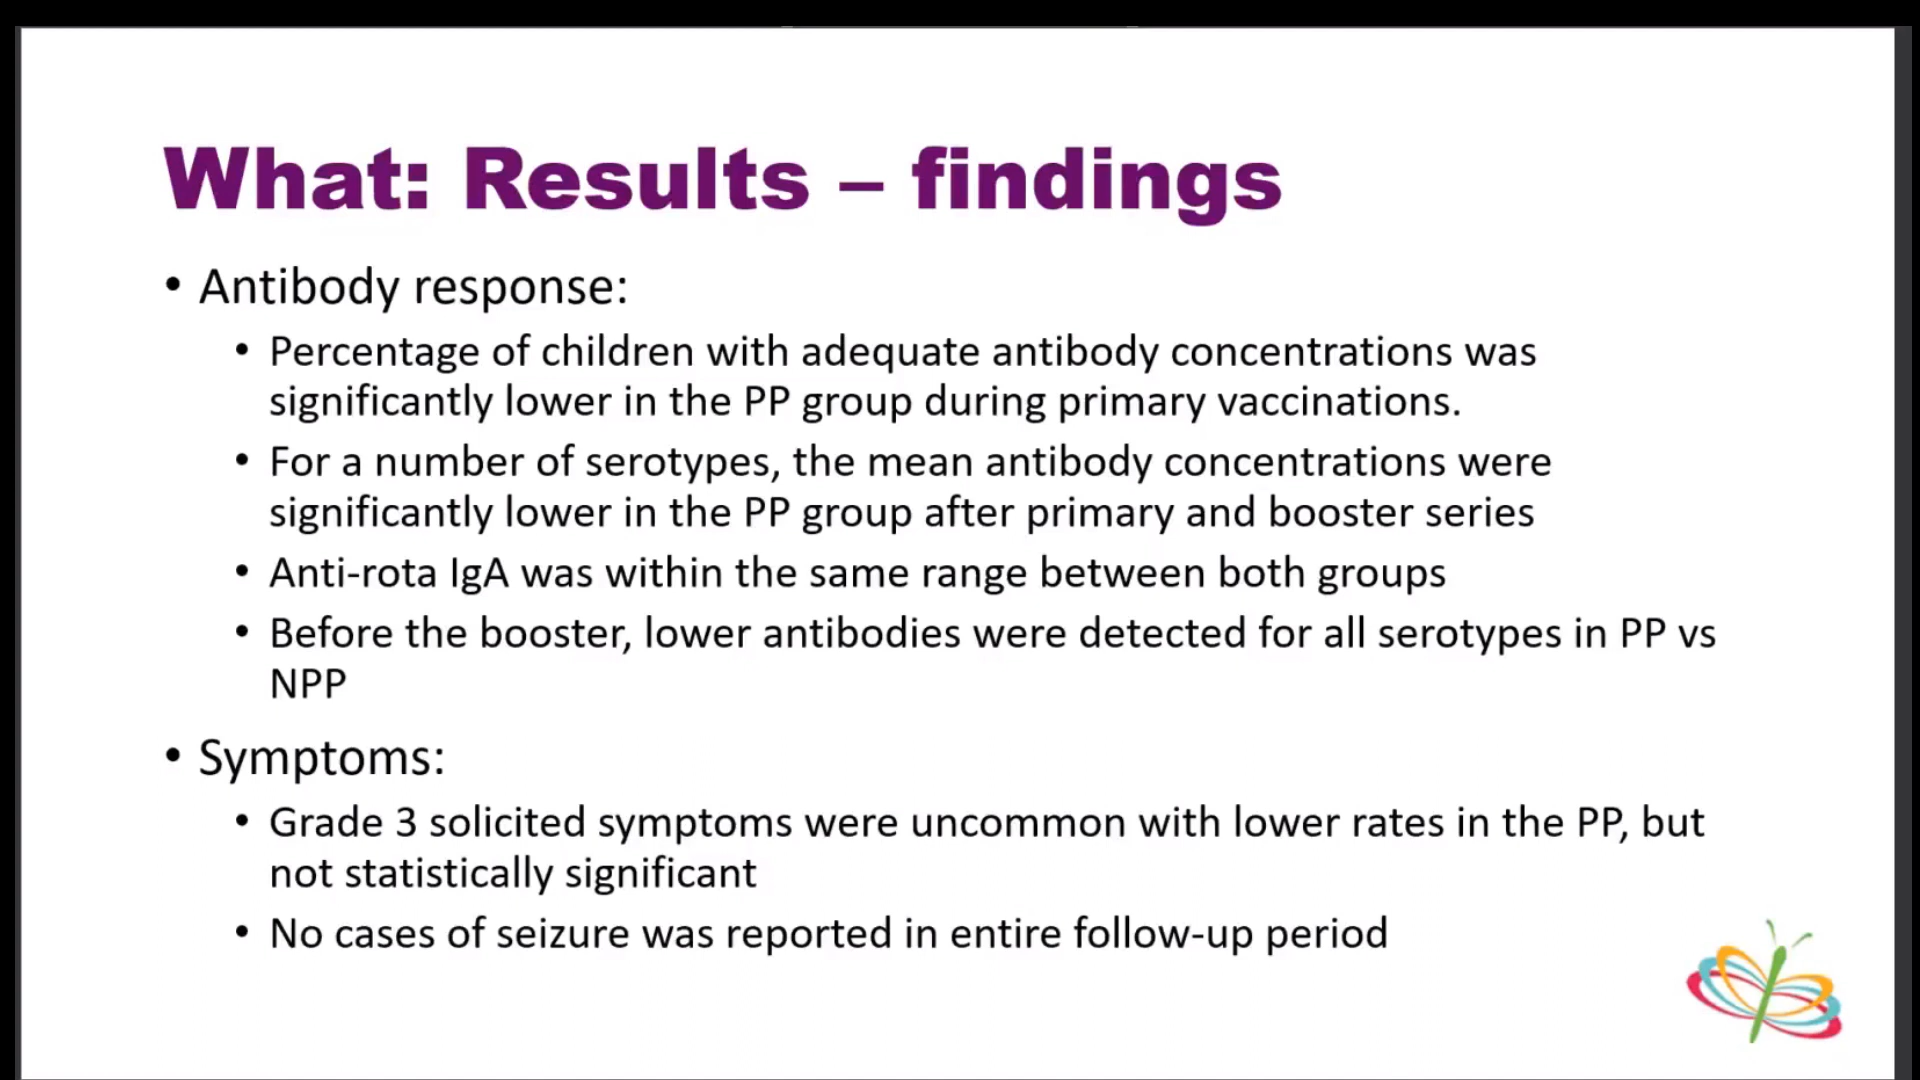 What: Results – findings
• Antibody response:
• Percentage of children with adequate antibody concentrations was
significantly lower in the PP group during primary vaccinations.
• For a number of serotypes, the mean antibody concentrations were
significantly lower in the PP group after primary and booster series
• Anti-rota IgA was within the same range between both groups
• Before the booster, lower antibodies were detected for all serotypes in PP vs
NPP
• Symptoms:
• Grade 3 solicited symptoms were uncommon with lower rates in the PP, but
not statistically significant
• No cases of seizure was reported in entire follow-up period